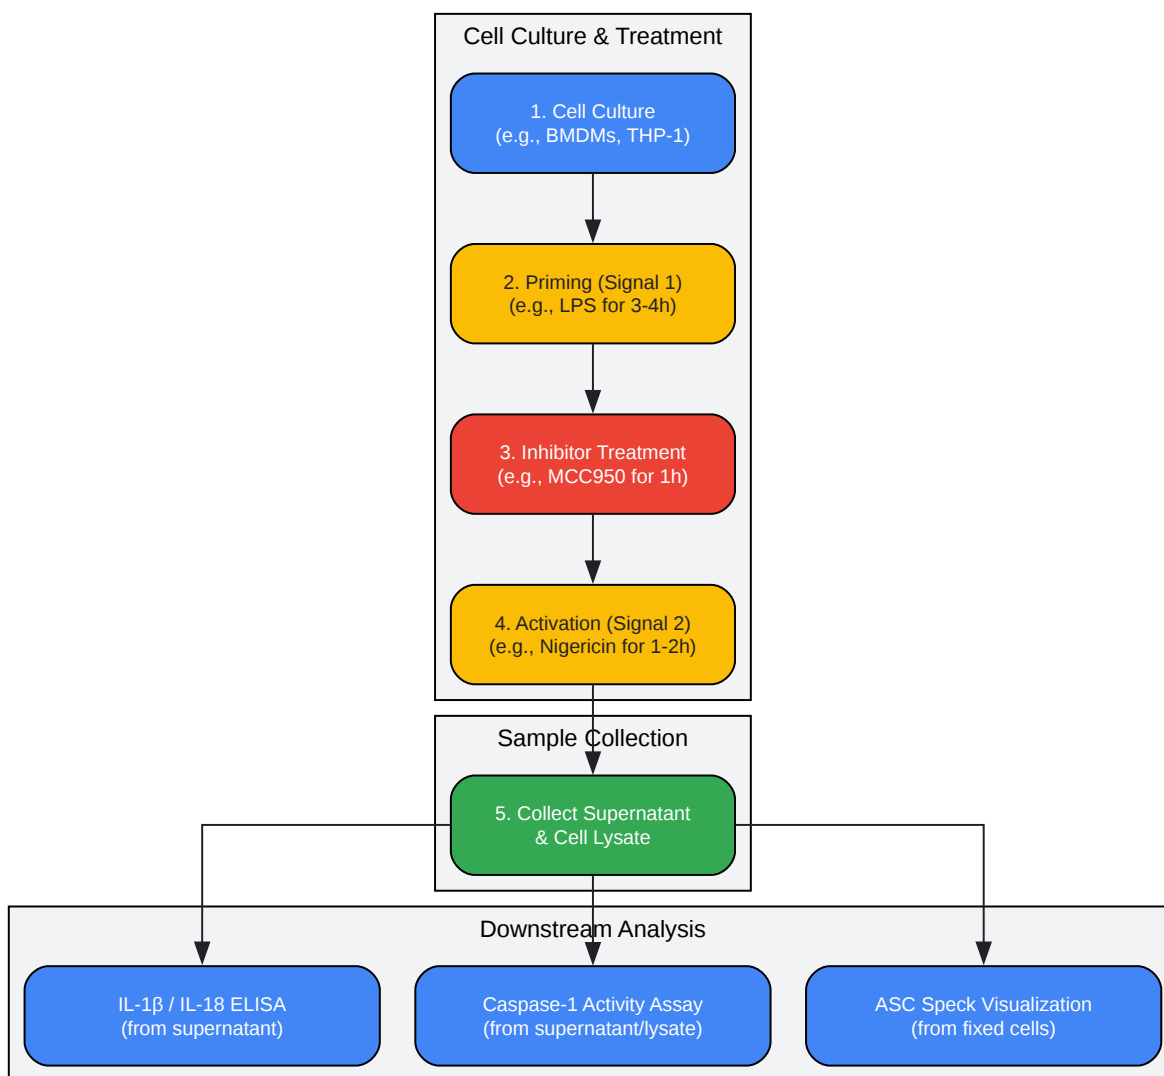 Cell Culture & Treatment
1. Cell Culture
(e.g., BMDMs, THP-1)
2. Priming (Signal 1)
(e.g., LPS for 3-4h)
3. Inhibitor Treatment
(e.g., MCC950 for 1h)
4. Activation (Signal 2)
(e.g., Nigericin for 1-2h)
Sample Collection
5. Collect Supernatant
& Cell Lysate
Downstream Analysis
IL-1β / IL-18 ELISA
(from supernatant)
Caspase-1 Activity Assay
(from supernatant/lysate)
ASC Speck Visualization
(from fixed cells)